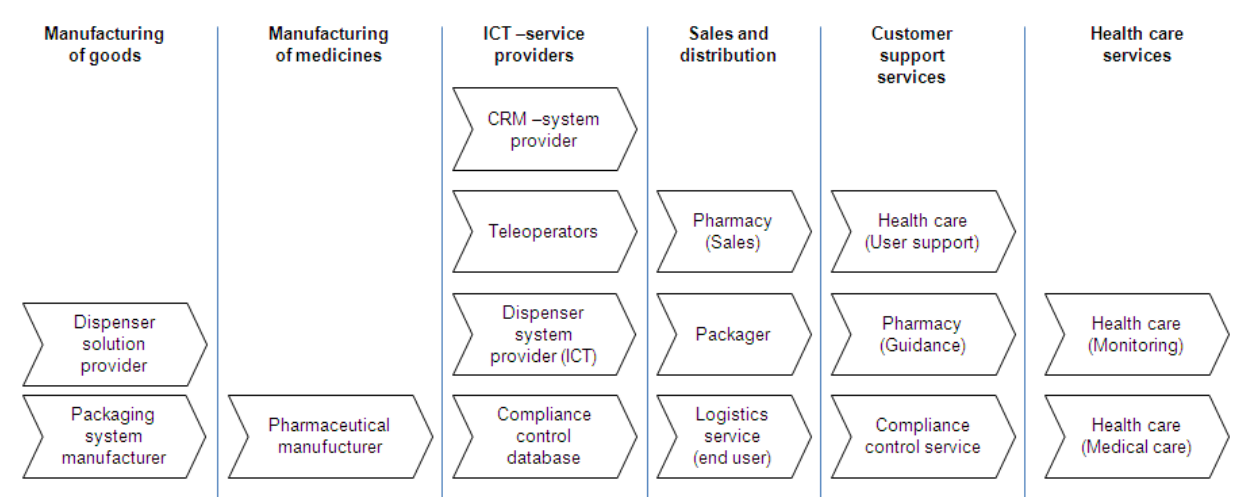 Manufacturing
of goods
Manufacturing
of medicines
ICT –service
providers
Sales and
distribution
Customer
support
services
Health care
services
CRM –system
provider
Teleoperators
Pharmacy
(Sales)
Health care
(User support)
Dispenser
solution
provider
Dispenser
system
provider (ICT)
Packager
Pharmacy
(Guidance)
Health care
(Monitoring)
Packaging
system
manufacturer
Pharmaceutical
manufucturer
Compliance
control
database
Logistics
service
(end user)
Compliance
control service
Health care
(Medical care)